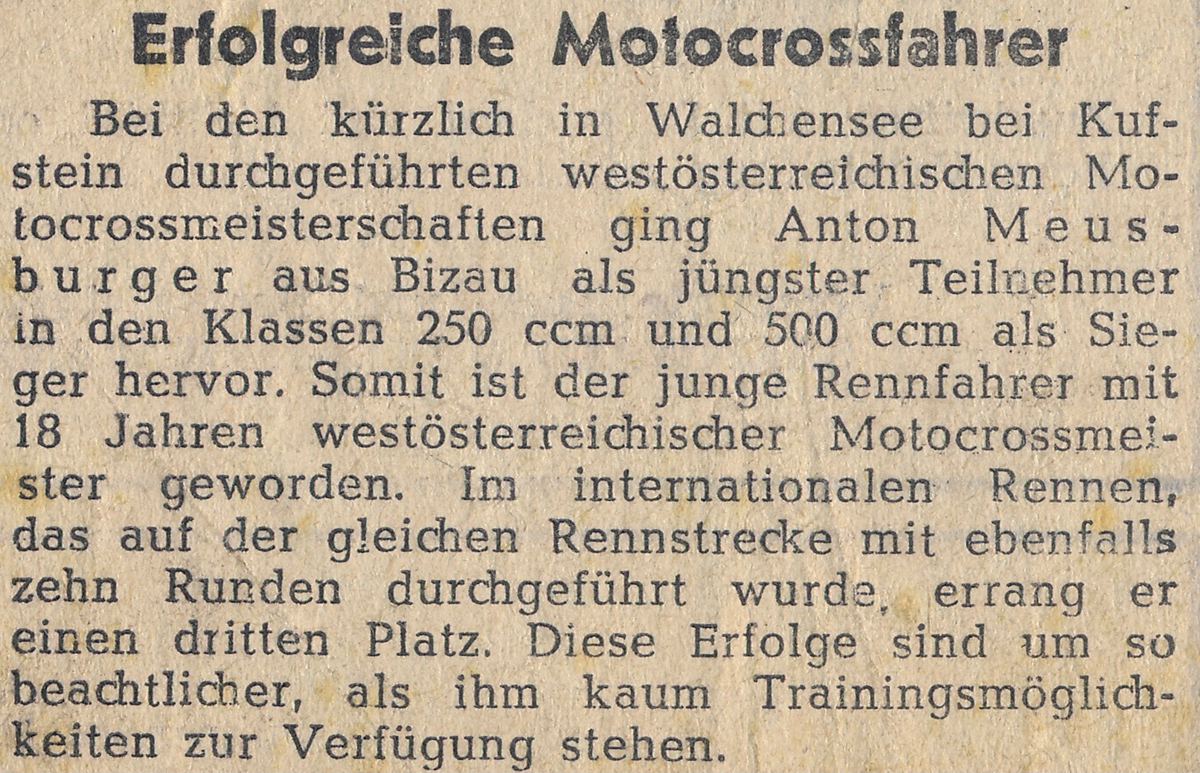 Erfolgreiche Motocrossfahrer
Bei den kürzlich in Walchensee bei Kuf-
stein durchgeführten westösterreichischen Mo-
tocrossmeisterschaften ging Anton Meus-
burger aus Bizau als jüngster Teilnehmer
in den Klassen 250 ccm und 500 ccm als Sie-
ger hervor. Somit ist der junge Rennfahrer mit
18 Jahren westösterreichischer Motocrossmei-
ster geworden. Im internationalen Rennen,
das auf der gleichen Rennstrecke mit ebenfalls
zehn Runden durchgeführt wurde, errang er
einen dritten Platz. Diese Erfolge sind um so
beachtlicher, als ihm kaum Trainingsmöglich-
keiten zur Verfügung stehen.